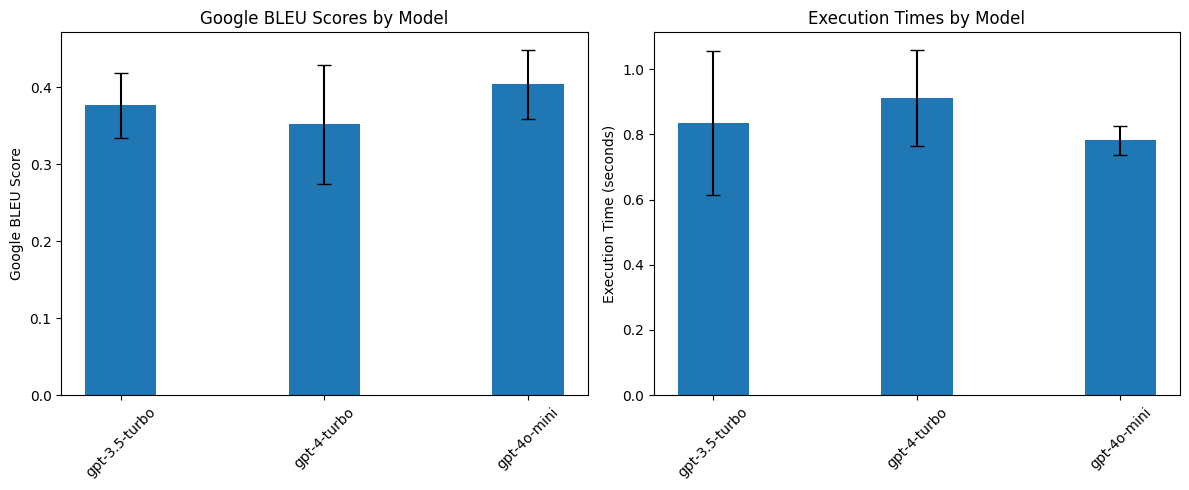 Google BLEU Scores by Model
Google BLEU Score
0.4
0.3
0.2
0.1
0.0
gpt-3.5-turbo
gpt-4-turbo
gpt-4o-mini
Execution Times by Model
Execution Time (seconds)
1.0
0.8
0.6
0.4
0.2
0.0
gpt-3.5-turbo
gpt-4-turbo
gpt-4o-mini